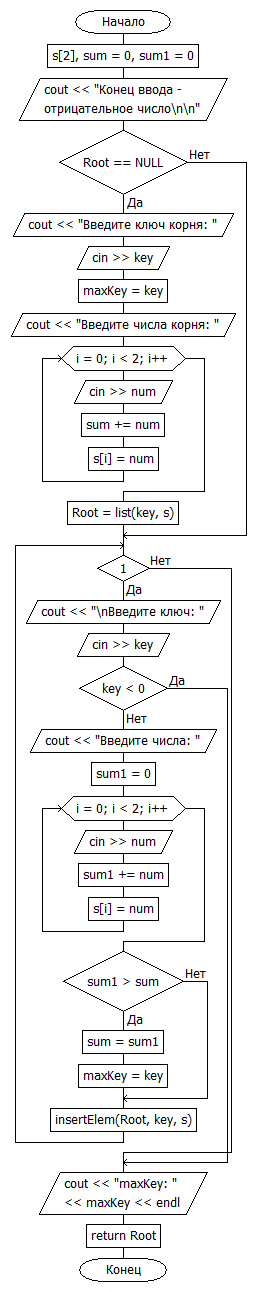 Начало
s[2], sum = 0, sum1 = 0
cout << "Конец ввода -
отрицательное число\n\n"
Root == NULL
Нет
Да
cout << "Введите ключ корня: "
cin >> key
maxKey = key
cout << "Введите числа корня: "
i = 0; i < 2; i++
cin >> num
sum += num
s[i] = num
Root = list(key, s)
1
Нет
Да
cout << "\nВведите ключ: "
cin >> key
key < 0
Да
Нет
cout << "Введите числа: "
sum1 = 0
i = 0; i < 2; i++
cin >> num
sum1 += num
s[i] = num
sum1 > sum
Нет
Да
sum = sum1
maxKey = key
insertElem(Root, key, s)
cout << "maxKey: "
<< maxKey << endl
return Root
Конец